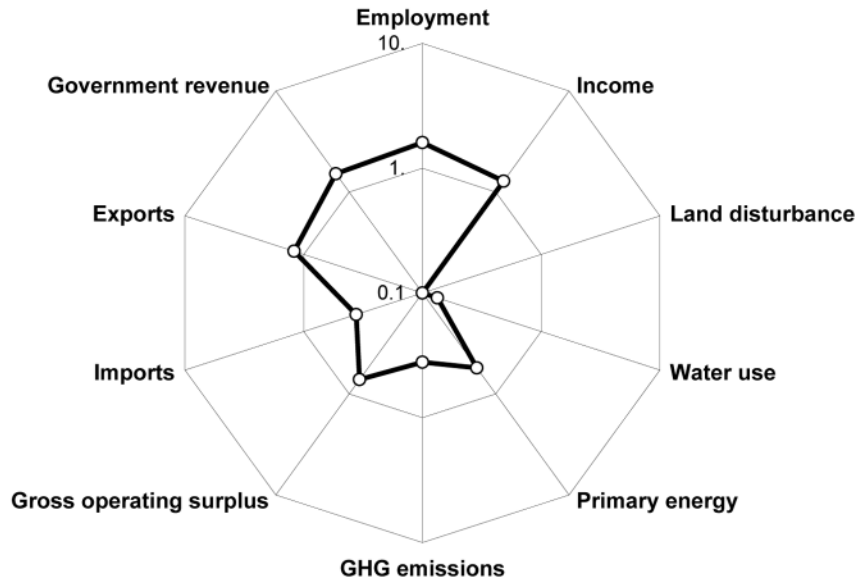 Employment
10.
Government revenue
Income
1.
Exports
Land disturbance
0.1
Imports
Water use
Gross operating surplus
Primary energy
GHG emissions